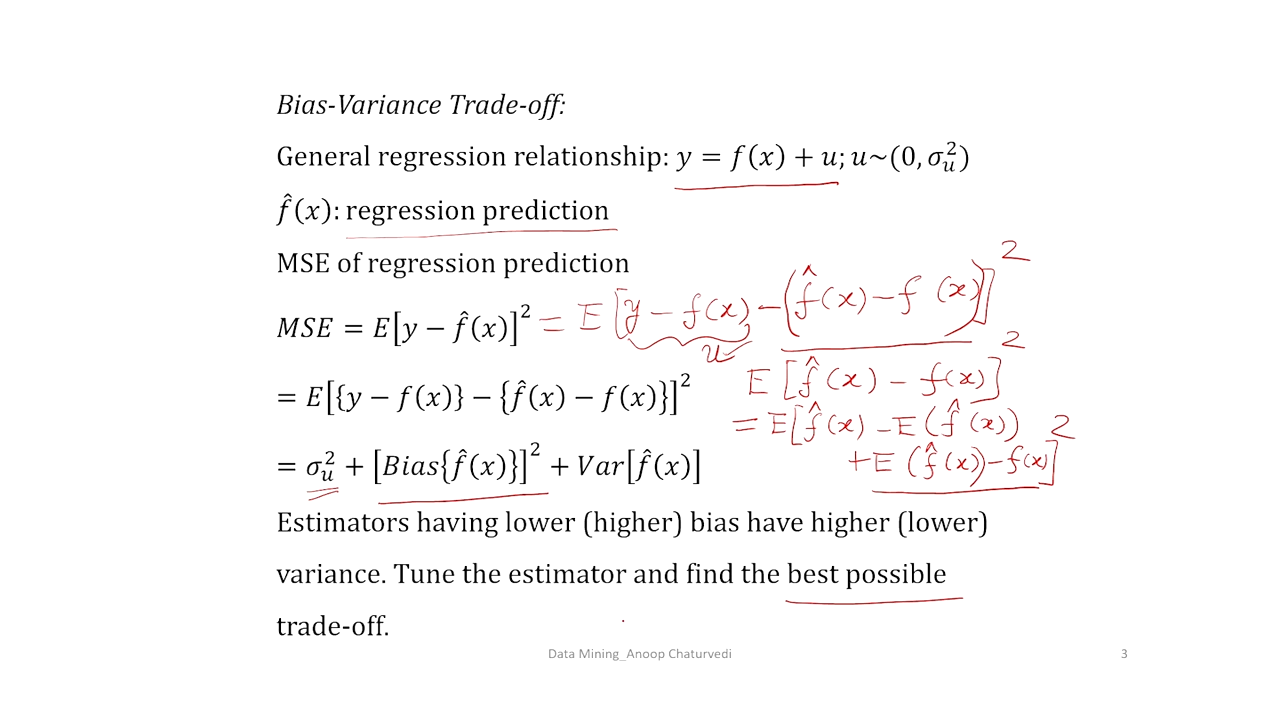 Bias-Variance Trade-off:
General regression relationship: y = f(x) + u; u~(0, σ_u^2)
f̂(x): regression prediction
MSE of regression prediction
MSE = E[y − f̂(x)]^2 = E[y − f(x) − (f̂(x) − f(x))]^2
u
E[f̂(x) − f(x)]^2
= E[{y − f(x)} − {f̂(x) − f(x)}]^2
= E[f̂(x) − E(f̂(x))
+ E(f̂(x)) − f(x)]^2
= σ_u^2 + [Bias{f̂(x)}]^2 + Var[f̂(x)]
Estimators having lower (higher) bias have higher (lower)
variance. Tune the estimator and find the best possible
trade-off.
Data Mining_Anoop Chaturvedi
3